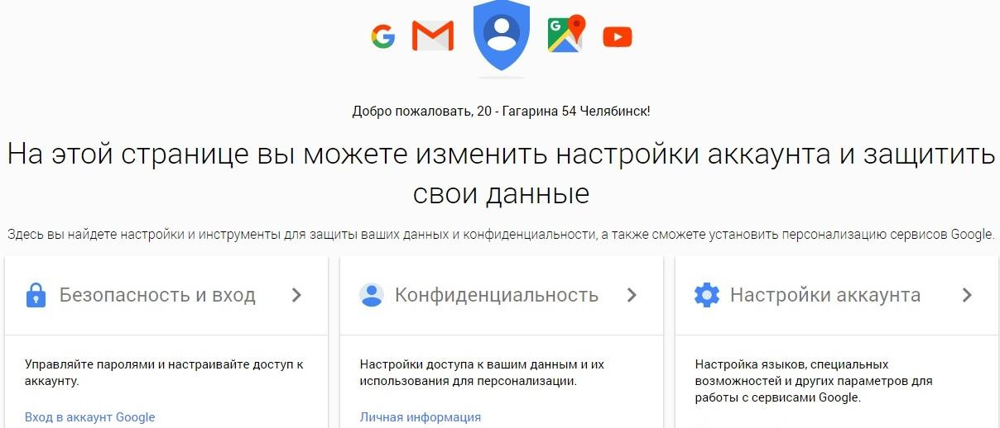 Добро пожаловать, 20 - Гагарина 54 Челябинск!
На этой странице вы можете изменить настройки аккаунта и защитить
свои данные
Здесь вы найдете настройки и инструменты для защиты ваших данных и конфиденциальности, а также сможете установить персонализацию сервисов Google.
Безопасность и вход
Управляйте паролями и настраивайте доступ к
аккаунту.
Вход в аккаунт Google
Конфиденциальность
Настройки доступа к вашим данным и их
использования для персонализации.
Личная информация
Настройки аккаунта
Настройка языков, специальных
возможностей и других параметров для
работы с сервисами Google.